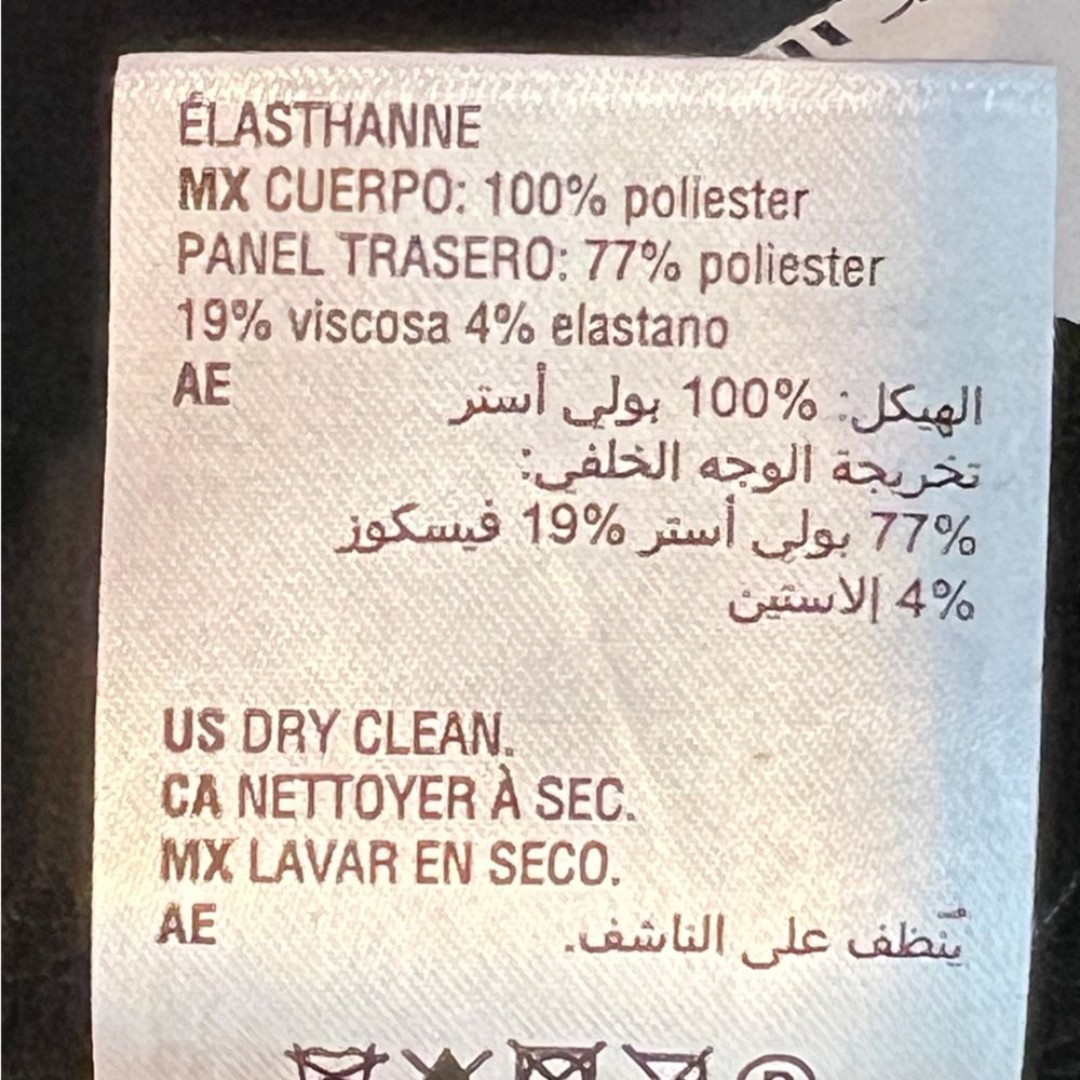 ÉLASTHANNE
MX CUERPO: 100% poliester
PANEL TRASERO: 77% poliester
19% viscosa 4% elastano
AE الهيكل: 100% بولي أستر
تخريجة الوجه الخلفي:
77% بولي أستر 19% فيسكوز
4% إلاستين
US DRY CLEAN.
CA NETTOYER À SEC.
MX LAVAR EN SECO.
AE يُنظف على الناشف.
P